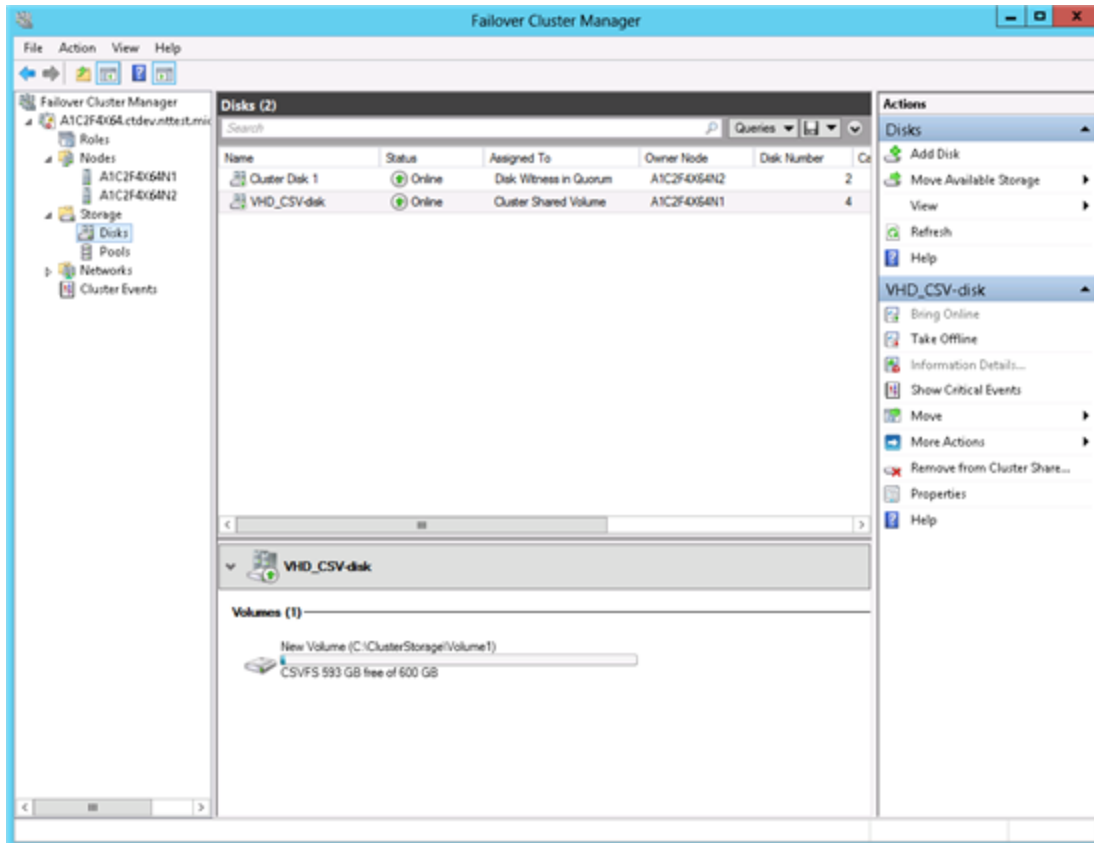 Failover Cluster Manager
File Action View Help
Failover Cluster Manager
A1C2F4X64.ctdev.nttest.mic
Roles
Nodes
A1C2F4X64N1
A1C2F4X64N2
Storage
Disks
Pools
Networks
Cluster Events
Disks (2)
Search
Queries
Name Status Assigned To Owner Node Disk Number Ca
Cluster Disk 1 Online Disk Witness in Quorum A1C2F4X64N2 2
VHD_CSV-disk Online Cluster Shared Volume A1C2F4X64N1 4
VHD_CSV-disk
Volumes (1)
New Volume (C:\ClusterStorage\Volume1)
CSVFS 593 GB free of 600 GB
Actions
Disks
Add Disk
Move Available Storage
View
Refresh
Help
VHD_CSV-disk
Bring Online
Take Offline
Information Details...
Show Critical Events
Move
More Actions
Remove from Cluster Share...
Properties
Help